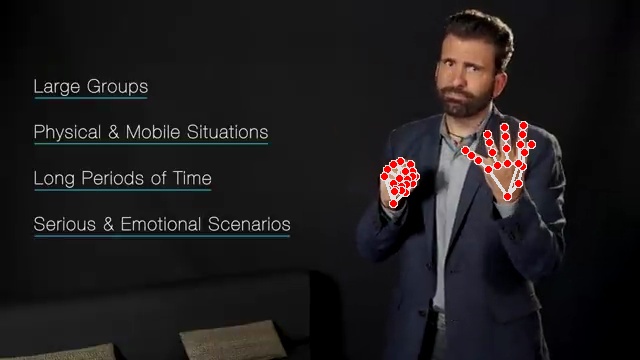 Large Groups
Physical & Mobile Situations
Long Periods of Time
Serious & Emotional Scenarios